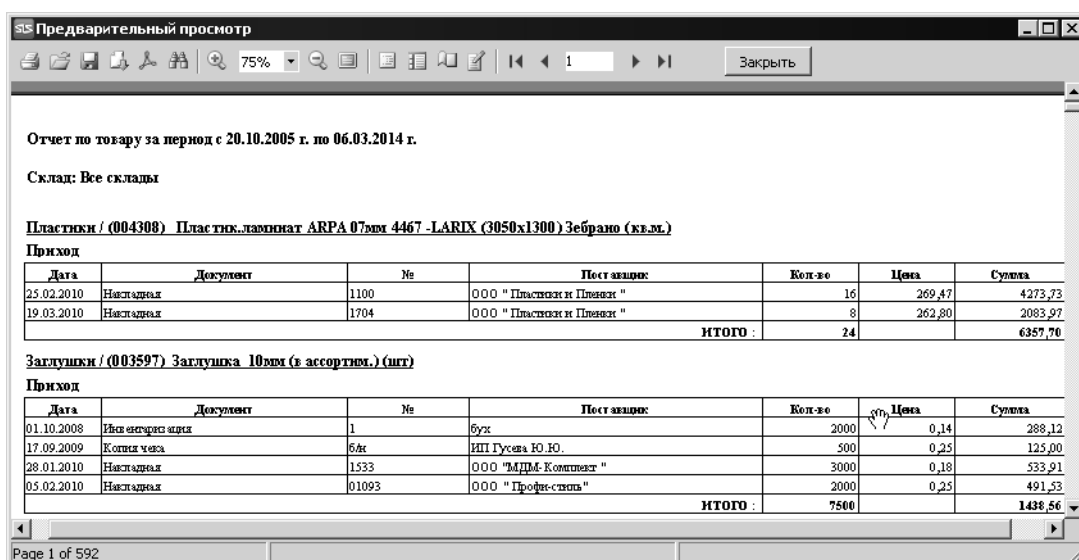 SLS Предварительный просмотр
75% 1 Закрыть
Отчет по товару за период с 20.10.2005 г. по 06.03.2014 г.
Склад: Все склады
Пластики / (004308) Пластик.ламинат ARPA 07мм 4467 -LARIX (3050x1300) Зебрано (кв.м.)
Приход
Дата Документ № Поставщик Кол-во Цена Сумма
25.02.2010 Накладная 1100 ООО " Пластики и Пленки " 16 269,47 4273,73
19.03.2010 Накладная 1704 ООО " Пластики и Пленки " 8 262,80 2083,97
ИТОГО : 24 6357,70
Заглушки / (003597) Заглушка 10мм (в ассортим.) (шт)
Приход
Дата Документ № Поставщик Кол-во Цена Сумма
01.10.2008 Инвентаризация 1 бух 2000 0,14 288,12
17.09.2009 Копия чека б/н ИП Гусева Ю.Ю. 500 0,25 125,00
28.01.2010 Накладная 1533 ООО "МДМ-Комплект " 3000 0,18 533,91
05.02.2010 Накладная 01093 ООО " Профи-стиль" 2000 0,25 491,53
ИТОГО : 7500 1438,56
Page 1 of 592